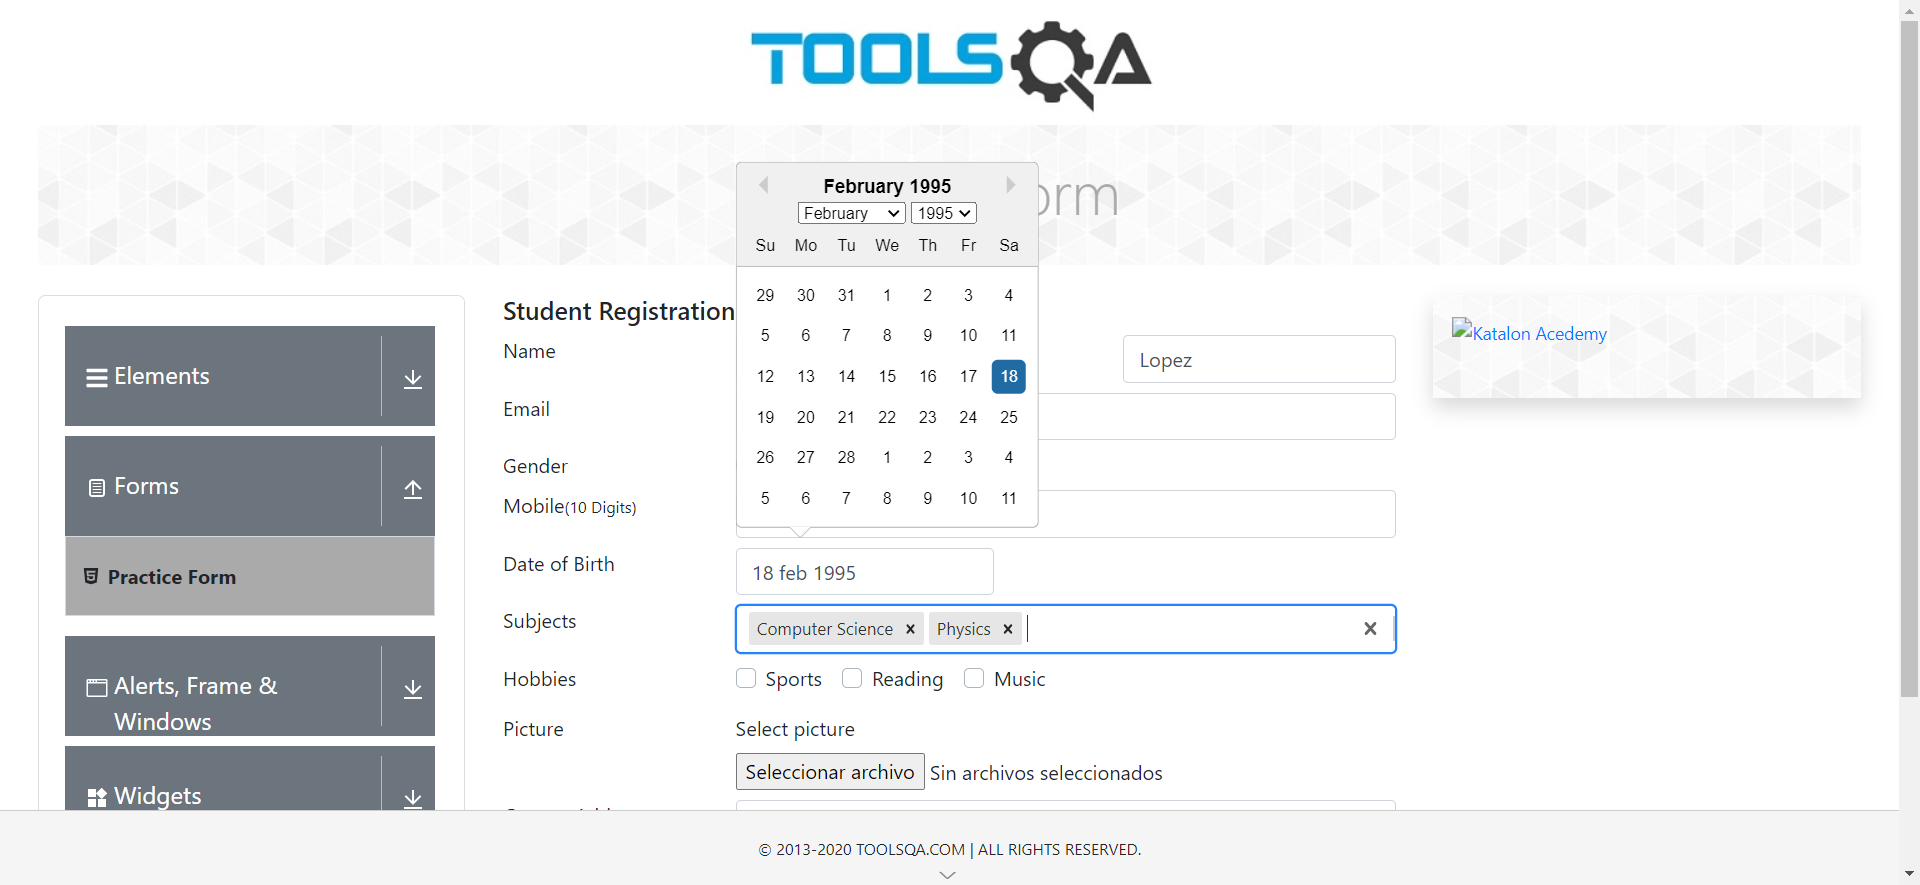 TOOLSQA
orm
February 1995
February 1995
Su Mo Tu We Th Fr Sa
29 30 31 1 2 3 4
5 6 7 8 9 10 11
12 13 14 15 16 17 18
19 20 21 22 23 24 25
26 27 28 1 2 3 4
5 6 7 8 9 10 11
Elements
Forms
Practice Form
Alerts, Frame &
Windows
Widgets
Student Registration
Name
Lopez
Email
Gender
Mobile(10 Digits)
Date of Birth
18 feb 1995
Subjects
Computer Science
Physics
Hobbies
Sports
Reading
Music
Picture
Select picture
Seleccionar archivo Sin archivos seleccionados
Katalon Acedemy
© 2013-2020 TOOLSQA.COM | ALL RIGHTS RESERVED.